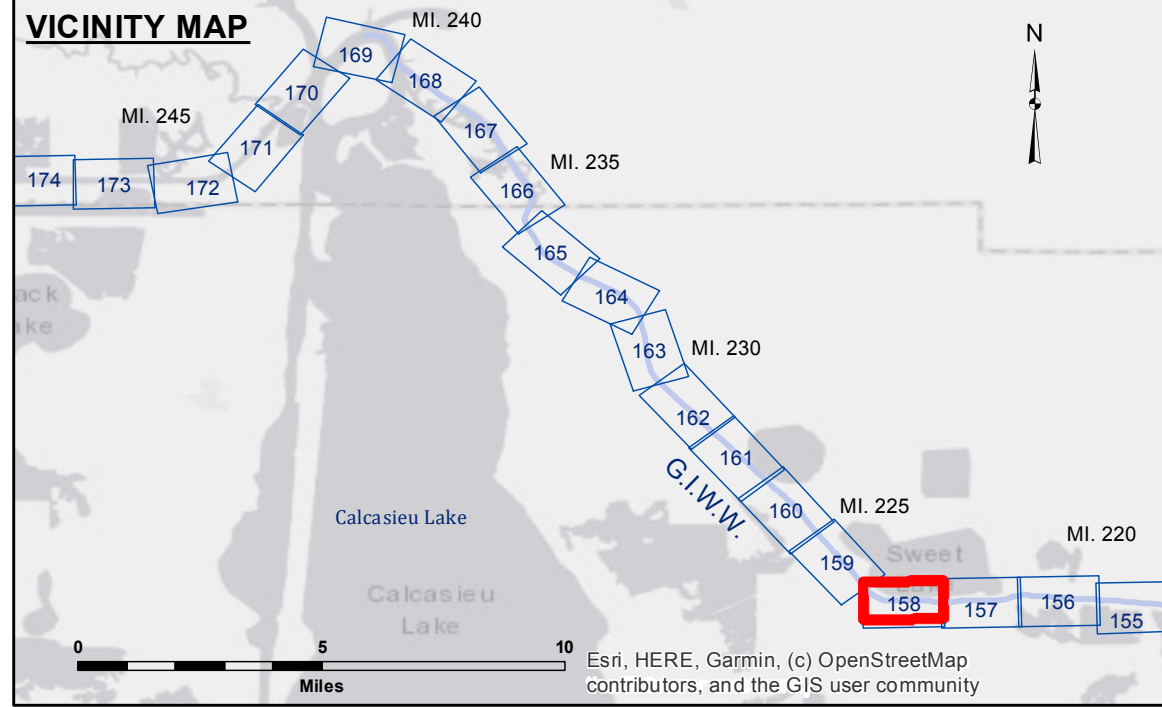 VICINITY MAP
MI. 240
N
169
168
170
167
MI. 245
171
MI. 235
174
173
172
166
165
164
ack
ake
163
MI. 230
162
161
G.I.W.W.
160
MI. 225
Calcasieu Lake
159
Sweet
MI. 220
Calcasieu
Lake
158
157
156
155
0
5
10
Miles
Esri, HERE, Garmin, (c) OpenStreetMap
contributors, and the GIS user community